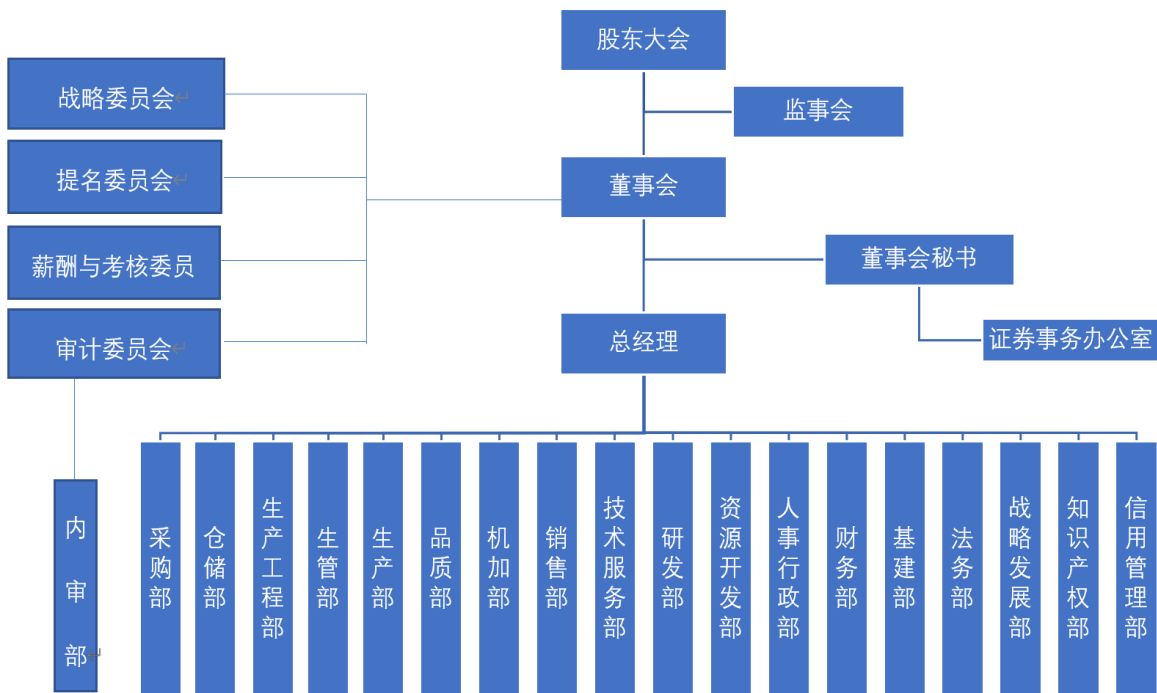 股东大会
监事会
董事会
董事会秘书
证券事务办公室
总经理
战略委员会
提名委员会
薪酬与考核委员
审计委员会
内审部
采购部
仓储部
生产工程部
生管部
生产部
品质部
机加部
销售部
技术服务部
研发部
资源开发部
人事行政部
财务部
基建部
法务部
战略发展部
知识产权部
信用管理部